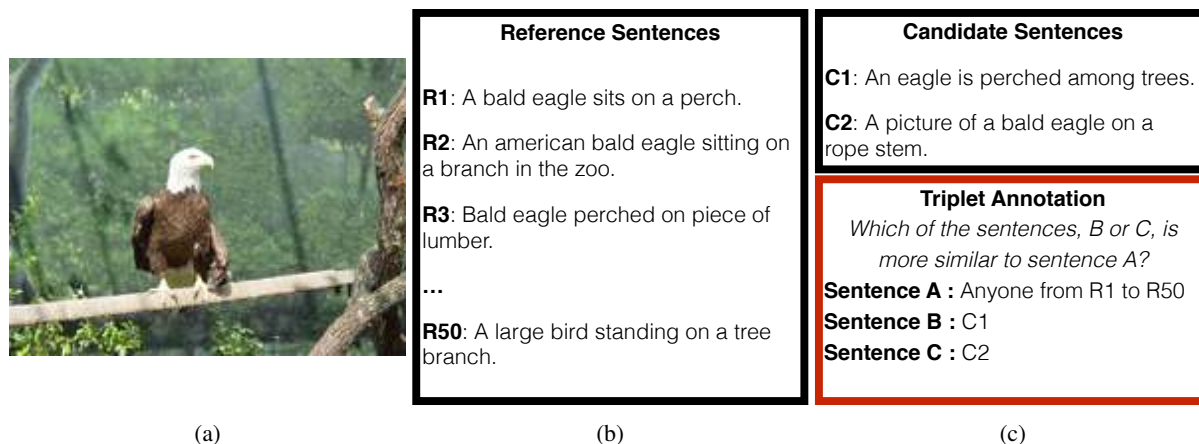 Reference Sentences
R1: A bald eagle sits on a perch.
R2: An american bald eagle sitting on
a branch in the zoo.
R3: Bald eagle perched on piece of
lumber.
...
R50: A large bird standing on a tree
branch.
Candidate Sentences
C1: An eagle is perched among trees.
C2: A picture of a bald eagle on a
rope stem.
Triplet Annotation
Which of the sentences, B or C, is
more similar to sentence A?
Sentence A : Anyone from R1 to R50
Sentence B : C1
Sentence C : C2
(a)
(b)
(c)